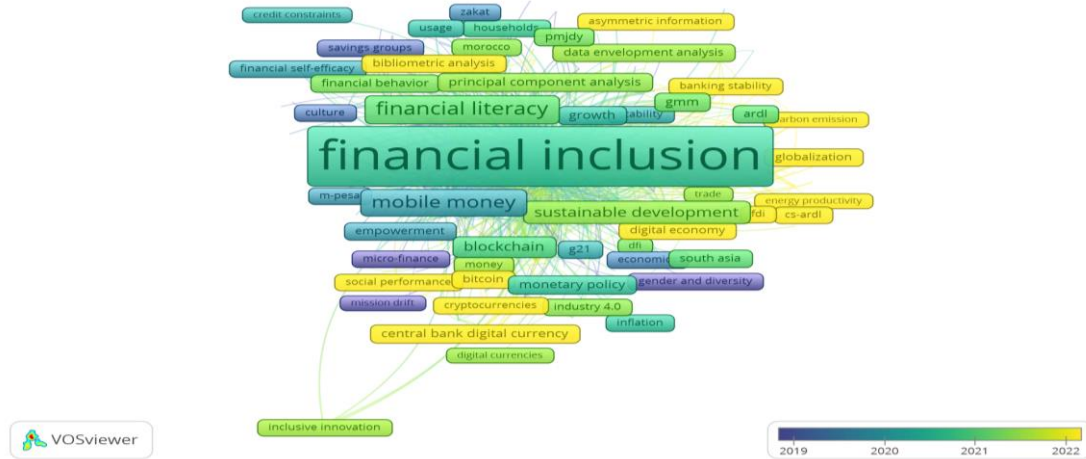 credit constraints
zakat
asymmetric information
usage
households
pmjdy
savings groups
morocco
data envelopment analysis
financial self-efficacy
bibliometric analysis
financial behavior
principal component analysis
banking stability
culture
financial literacy
growth
gmm
ardl
carbon emission
financial inclusion
globalization
m-pesa
mobile money
trade
energy productivity
sustainable development
fdi
cs-ardl
empowerment
digital economy
blockchain
g21
dfi
micro-finance
money
economic
south asia
social performance
bitcoin
monetary policy
gender and diversity
mission drift
cryptocurrencies
industry 4.0
inflation
central bank digital currency
digital currencies
inclusive innovation
VOSviewer
2019
2020
2021
2022